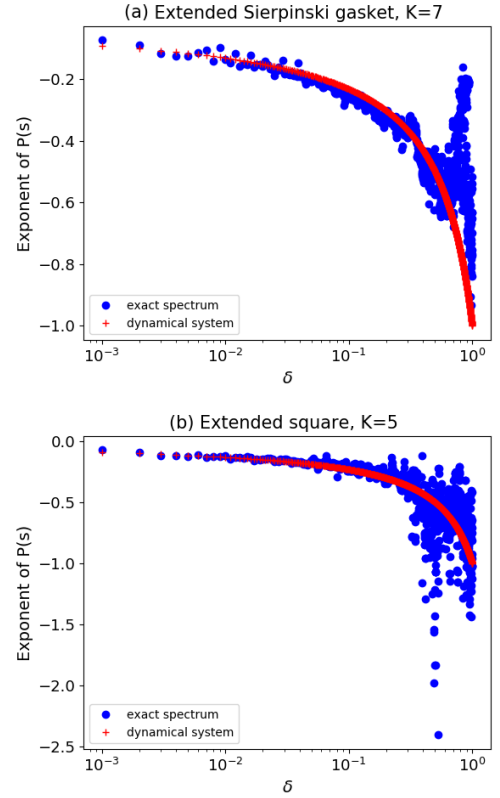 (a) Extended Sierpinski gasket, K=7
Exponent of P(s)
−0.2
−0.4
−0.6
−0.8
−1.0
exact spectrum
dynamical system
10⁻³
10⁻²
10⁻¹
10⁰
δ
(b) Extended square, K=5
Exponent of P(s)
0.0
−0.5
−1.0
−1.5
−2.0
−2.5
exact spectrum
dynamical system
10⁻³
10⁻²
10⁻¹
10⁰
δ